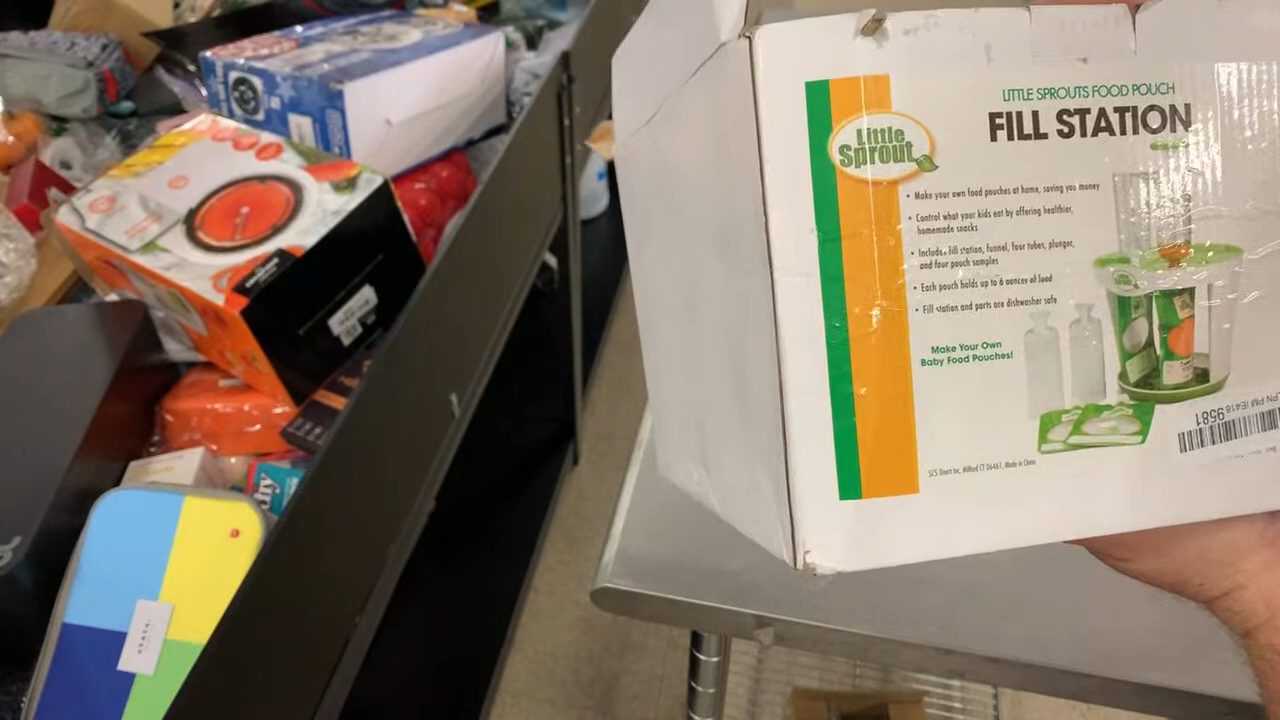 LITTLE SPROUTS FOOD POUCH
FILL STATION
Little
Sprout
• Make your own food pouches at home, saving you money
• Control what your kids eat by offering healthier,
homemade snacks
• Includes fill station, funnel, four tubes, plunger,
and four pouch samples
• Each pouch holds up to 6 ounces of food
• Fill station and parts are dishwasher safe
Make Your Own
Baby Food Pouches!
SCS Direct Inc, Milford CT 06461, Made in China